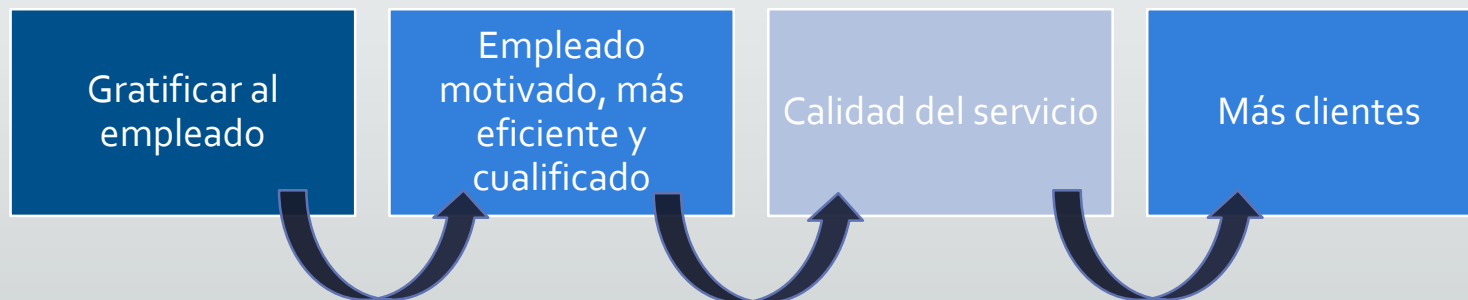 Gratificar al
empleado
Empleado
motivado, más
eficiente y
cualificado
Calidad del servicio
Más clientes